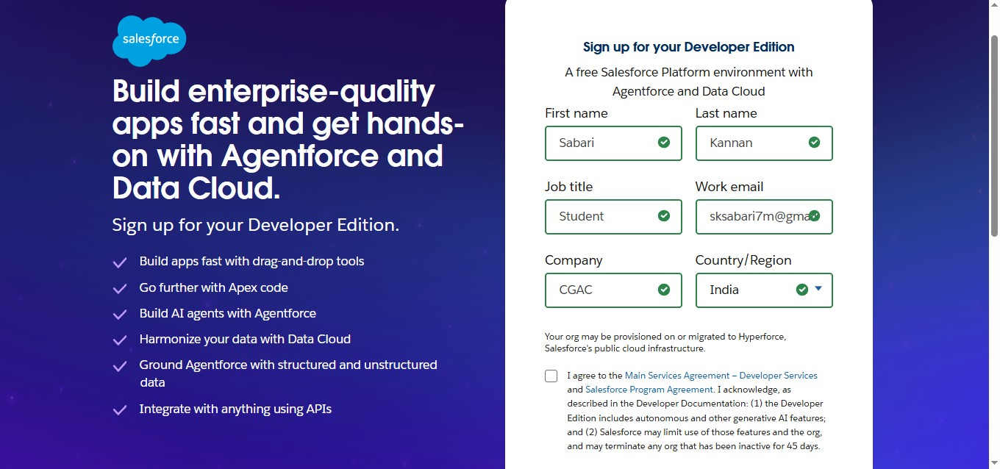 salesforce
Build enterprise-quality
apps fast and get hands-
on with Agentforce and
Data Cloud.
Sign up for your Developer Edition.
Build apps fast with drag-and-drop tools
Go further with Apex code
Build AI agents with Agentforce
Harmonize your data with Data Cloud
Ground Agentforce with structured and unstructured
data
Integrate with anything using APIs
Sign up for your Developer Edition
A free Salesforce Platform environment with
Agentforce and Data Cloud
First name
Last name
Sabari
Kannan
Job title
Work email
Student
sksabari7m@gma
Company
Country/Region
CGAC
India
Your org may be provisioned on or migrated to Hyperforce,
Salesforce's public cloud infrastructure.
I agree to the Main Services Agreement – Developer Services
and Salesforce Program Agreement. I acknowledge, as
described in the Developer Documentation: (1) the Developer
Edition includes autonomous and other generative AI features;
and (2) Salesforce may limit use of those features and the org,
and may terminate any org that has been inactive for 45 days.